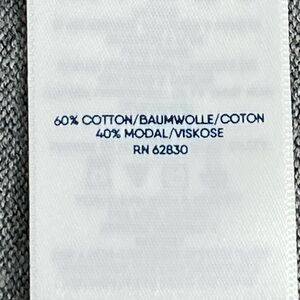 60% COTTON/BAUMWOLLE/COTON
40% MODAL/VISKOSE
RN 62830